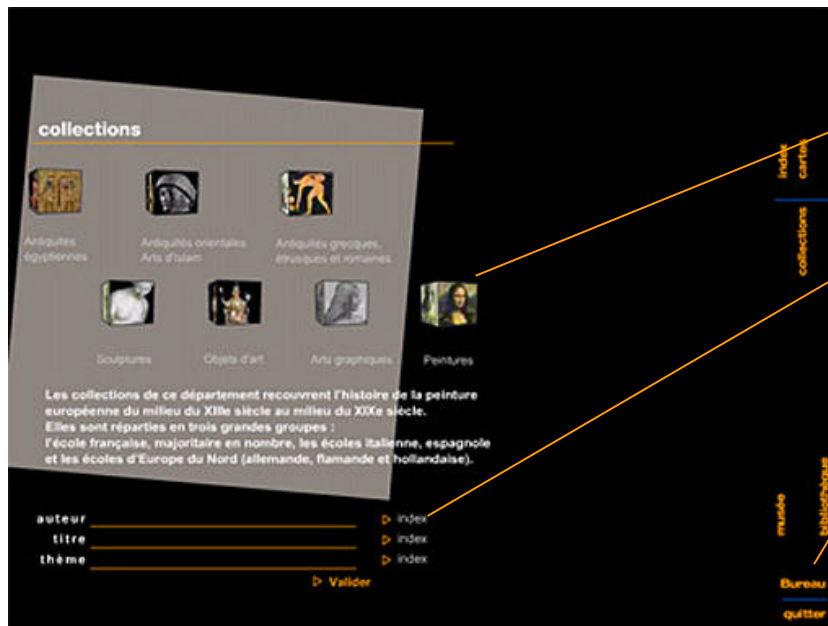 collections
Antiquités
égyptiennes
Antiquités orientales
Arts d'Islam
Antiquités grecques,
étrusques et romaines
Sculptures
Objets d'art
Arts graphiques
Peintures
Les collections de ce département recouvrent l'histoire de la peinture
européenne du milieu du XIIIe siècle au milieu du XIXe siècle.
Elles sont réparties en trois grandes groupes :
l'école française, majoritaire en nombre, les écoles italienne, espagnole
et les écoles d'Europe du Nord (allemande, flamande et hollandaise).
auteur index
titre index
thème index
Valider
index
cartes
collections
musée
bibliothèque
Bureau
quitter